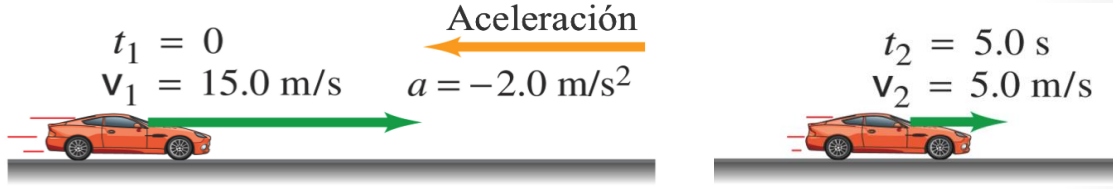 Aceleración
t₁ = 0
v₁ = 15.0 m/s
a = −2.0 m/s²
t₂ = 5.0 s
v₂ = 5.0 m/s